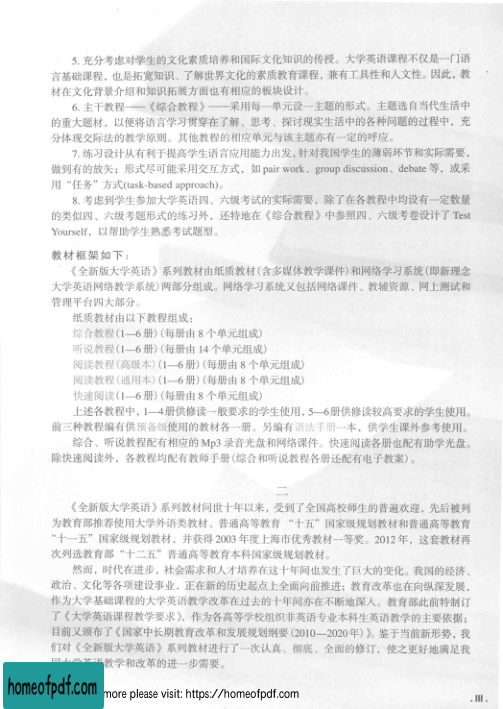 5. 充分考虑对学生的文化素质培养和国际文化知识的传授。大学英语课程不仅是一门语
言基础课程，也是拓宽知识、了解世界文化的素质教育课程，兼有工具性和人文性。因此，教
材在文化背景介绍和知识拓展方面也有相应的板块设计。
6. 主干教程——《综合教程》——采用每一单元设一主题的形式。主题选自当代生活中
的重大题材，以便将语言学习贯穿在了解、思考、探讨现实生活中的各种问题的过程中，充
分体现交际法的教学原则。其他教程的相应单元与该主题亦有一定的呼应。
7. 练习设计从有利于提高学生语言应用能力出发，针对我国学生的薄弱环节和实际需要，
做到有的放矢；形式尽可能采用交互方式，如 pair work、group discussion、debate 等，或采
用“任务”方式(task-based approach)。
8. 考虑到学生参加大学英语四、六级考试的实际需要，除了在各教程中均设有一定数量
的类似四、六级考题形式的练习外，还特地在《综合教程》中参照四、六级考卷设计了 Test
Yourself，以帮助学生熟悉考试题型。
教材框架如下：
《全新版大学英语》系列教材由纸质教材(含多媒体教学课件)和网络学习系统(即新理念
大学英语网络教学系统)两部分组成。网络学习系统又包括网络课件、教辅资源、网上测试和
管理平台四大部分。
纸质教材由以下教程组成：
综合教程(1—6 册)(每册由 8 个单元组成)
听说教程(1—6 册)(每册由 14 个单元组成)
阅读教程(高级本)(1—6 册)(每册由 8 个单元组成)
阅读教程(通用本)(1—6 册)(每册由 8 个单元组成)
快速阅读(1—6 册)(每册由 8 个单元组成)
上述各教程中，1—4册供修读一般要求的学生使用，5—6册供修读较高要求的学生使用。
前三种教程编有供预备级使用的教材各一册。另编有语法手册一本，供学生课外参考使用。
综合、听说教程配有相应的 Mp3 录音光盘和网络课件。快速阅读各册也配有助学光盘。
除快速阅读外，各教程均配有教师手册(综合和听说教程各册还配有电子教案)。
二
《全新版大学英语》系列教材问世十年以来，受到了全国高校师生的普遍欢迎，先后被列
为教育部推荐使用大学外语类教材、普通高等教育 “十五”国家级规划教材和普通高等教育
“十一五”国家级规划教材，并获得 2003 年度上海市优秀教材一等奖。2012 年，这套教材再
次列选教育部 “十二五”普通高等教育本科国家级规划教材。
然而，时代在进步，社会需求和人才培养在这十年间也发生了巨大的变化。我国的经济、
政治、文化等各项建设事业，正在新的历史起点上全面向前推进；教育改革也在向纵深发展，
作为大学基础课程的大学英语教学改革在过去的十年间亦在不断地深入。教育部此前特制订
了《大学英语课程教学要求》，作为各高等学校组织非英语专业本科生英语教学的主要依据；
目前又颁布了《国家中长期教育改革和发展规划纲要(2010—2020年)》。鉴于当前新形势，我
们对《全新版大学英语》系列教材进行了一次认真、彻底、全面的修订，使之更好地满足我
国大学英语教学和改革的进一步需要。
homeofpdf.com
more please visit: https://homeofpdf.com
. III .